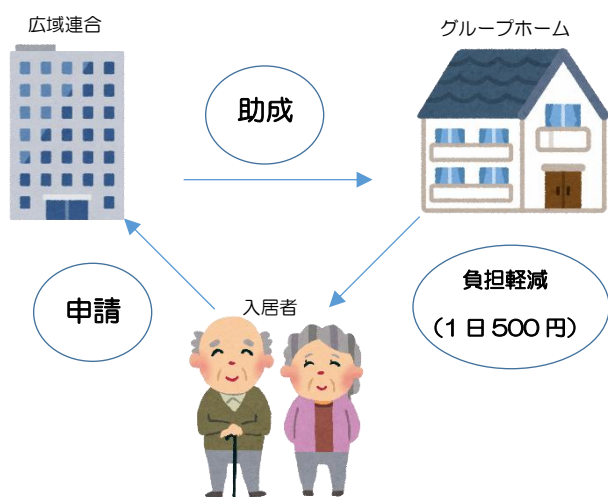 広域連合
グループホーム
助成
申請
入居者
負担軽減
（1日500円）